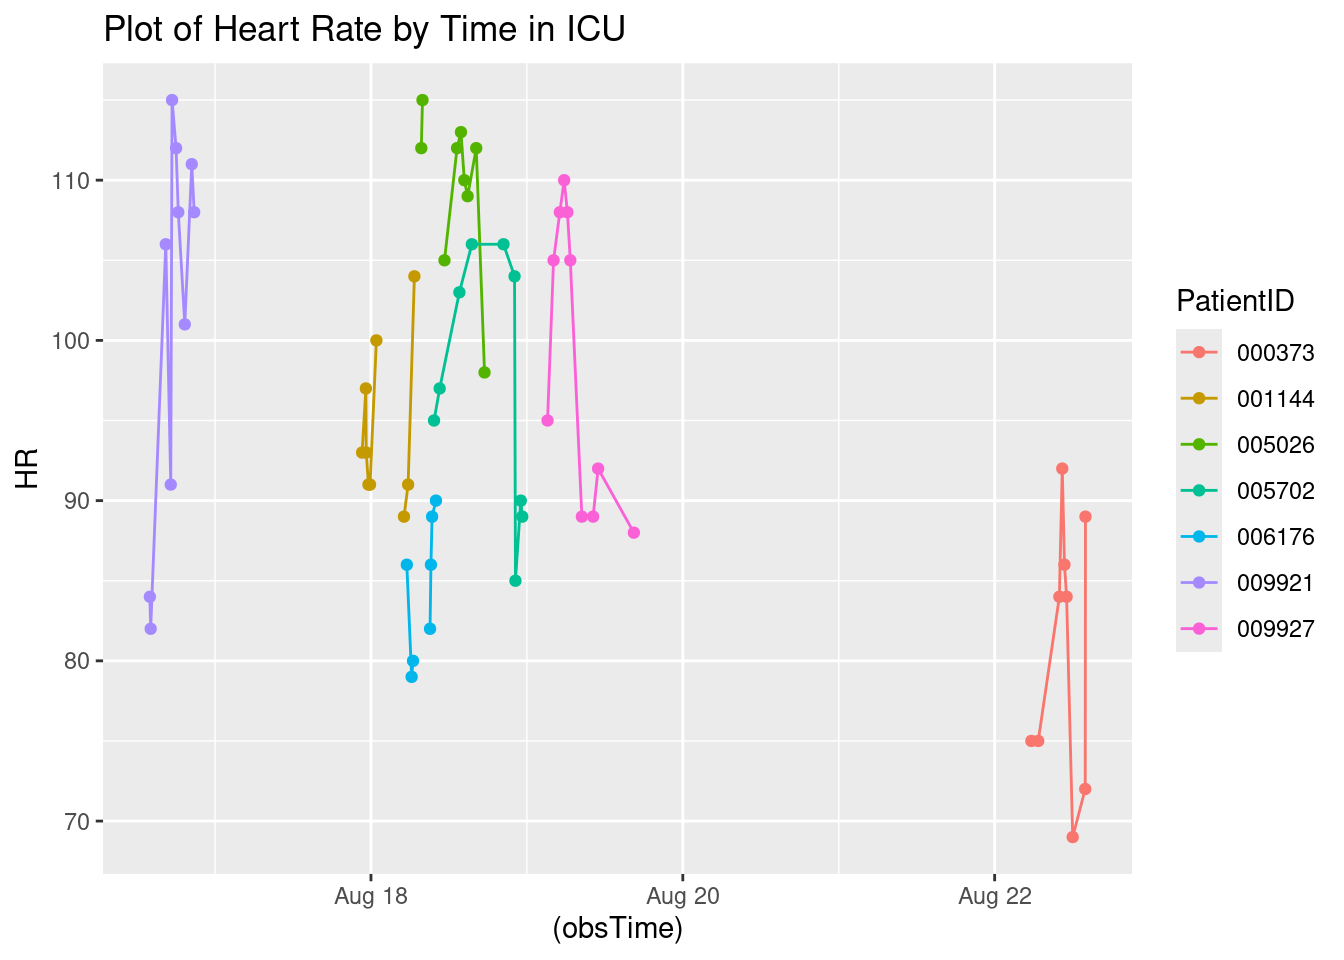 Plot of Heart Rate by Time in ICU
HR
110
100
90
80
70
Aug 18
Aug 20
Aug 22
(obsTime)
PatientID
000373
001144
005026
005702
006176
009921
009927